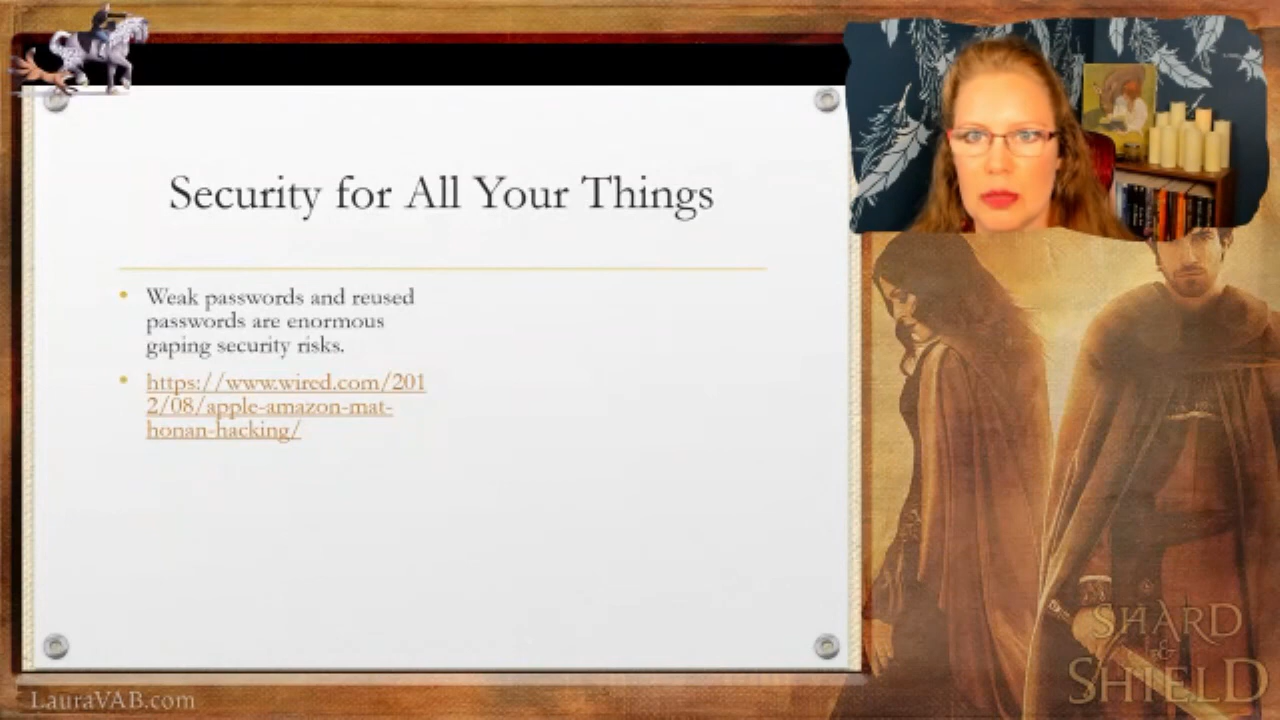 Security for All Your Things
Weak passwords and reused
passwords are enormous
gaping security risks.
https://www.wired.com/201
2/08/apple-amazon-mat-
honan-hacking/
SHARD
&
SHIELD
LauraVAB.com